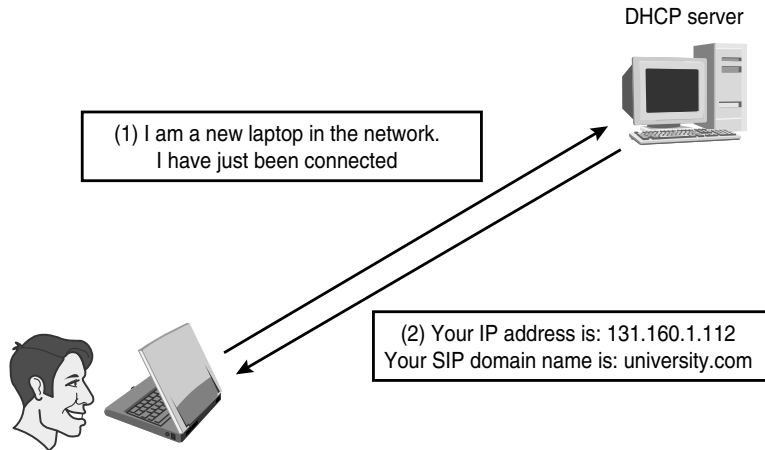 DHCP server
(1) I am a new laptop in the network.
I have just been connected
(2) Your IP address is: 131.160.1.112
Your SIP domain name is: university.com